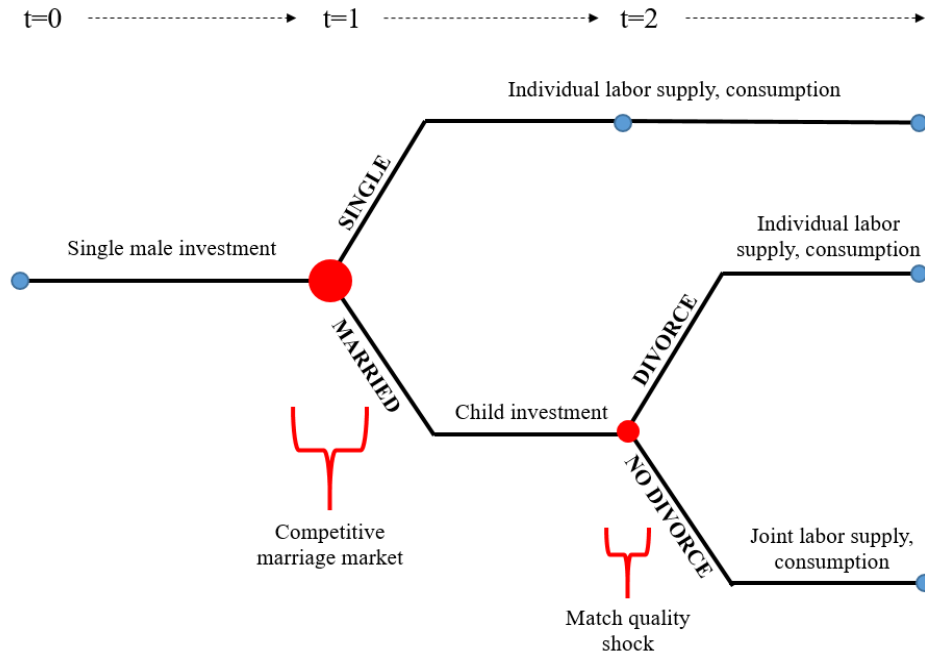 t=0
t=1
t=2
Individual labor supply, consumption
SINGLE
Individual labor
supply, consumption
Single male investment
MARRIED
DIVORCE
Child investment
NO DIVORCE
Competitive
marriage market
Joint labor supply,
consumption
Match quality
shock